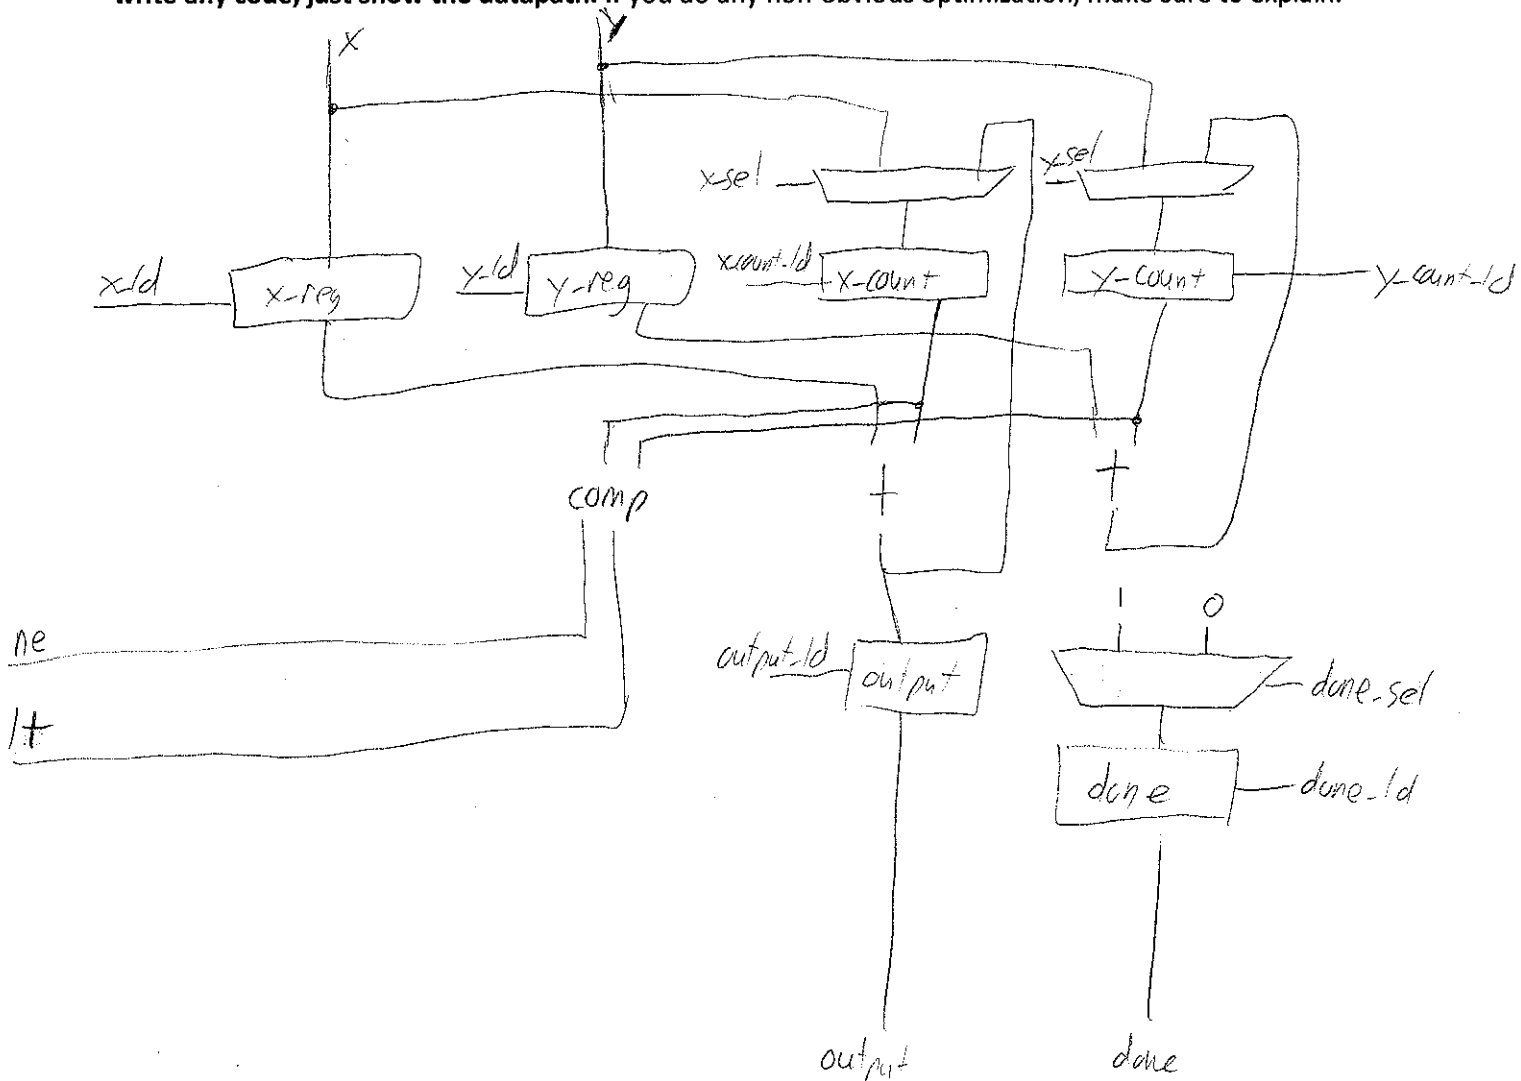 write any code, just show the datapath. If you do any non-obvious optimization, make sure to explain.
X
Y
x-sel
y-sel
x-ld
x-reg
y-ld
y-reg
x-count-ld
x-count
y-count
y-count-ld
comp
+
+
ne
lt
1
0
output-ld
output
done-sel
done
done-ld
output
done